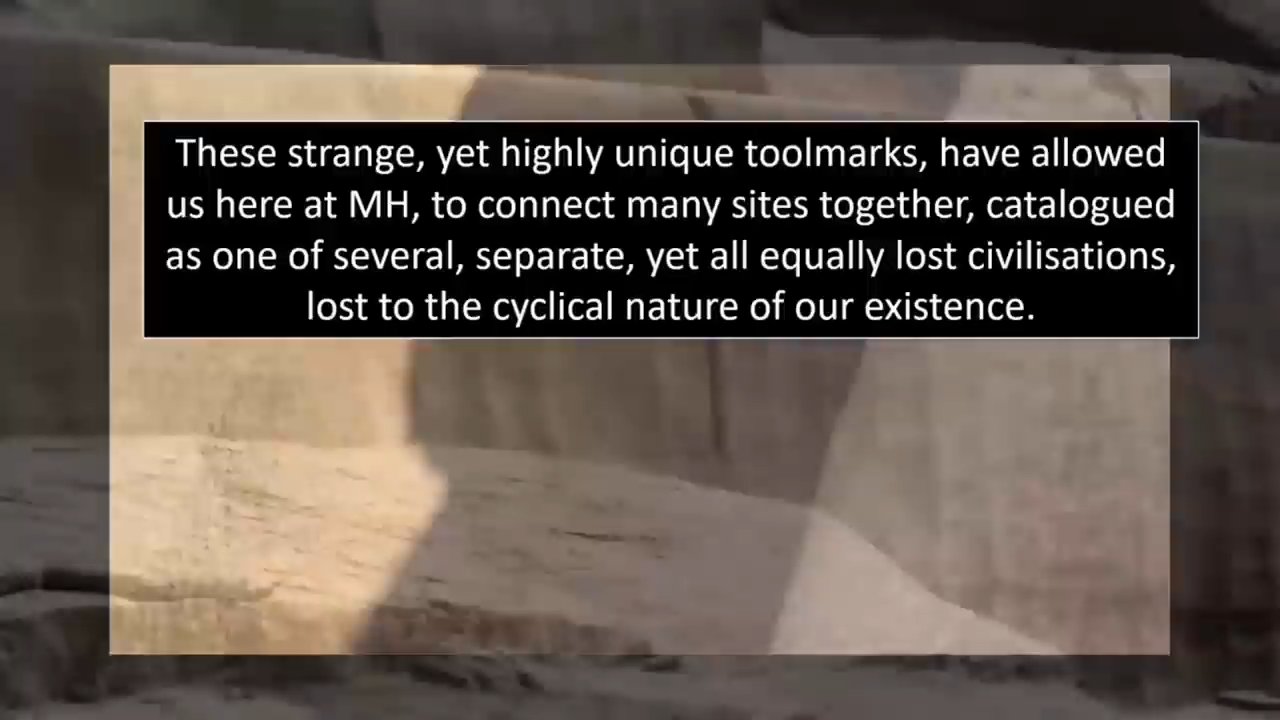 These strange, yet highly unique toolmarks, have allowed
us here at MH, to connect many sites together, catalogued
as one of several, separate, yet all equally lost civilisations,
lost to the cyclical nature of our existence.